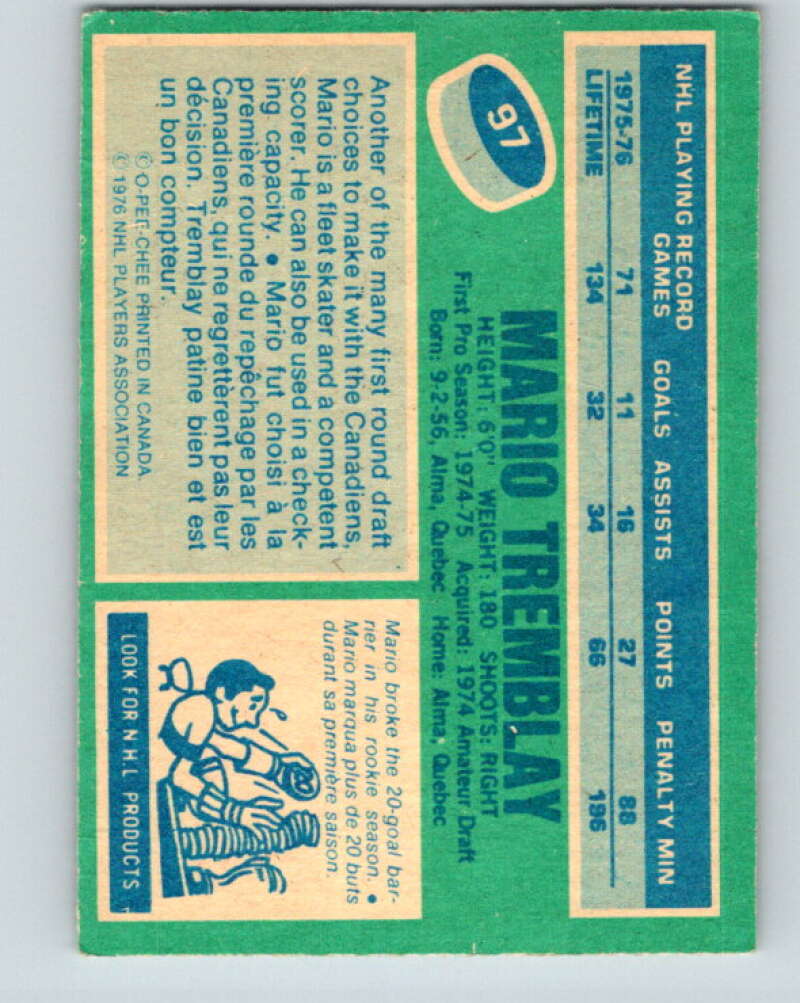 97
MARIO TREMBLAY
HEIGHT: 6'0" WEIGHT: 180 SHOOTS: RIGHT
First Pro Season: 1974-75 Acquired: 1974 Amateur Draft
Born: 9-2-56, Alma, Quebec Home: Alma, Quebec
NHL PLAYING RECORD
GAMES GOALS ASSISTS POINTS PENALTY MIN
1975-76 71 11 16 27 88
LIFETIME 134 32 34 66 196
Another of the many first round draft
choices to make it with the Canadiens,
Mario is a fleet skater and a competent
scorer. He can also be used in a check-
ing capacity. • Mario fut choisi à la
première ronde du repêchage par les
Canadiens, qui ne regrettèrent pas leur
décision. Tremblay patine bien et est
un bon compteur.
© O-PEE-CHEE PRINTED IN CANADA
© 1976 NHL PLAYERS ASSOCIATION
Mario broke the 20-goal bar-
rier in his rookie season. •
Mario marqua plus de 20 buts
durant sa première saison.
20
LOOK FOR N.H.L PRODUCTS